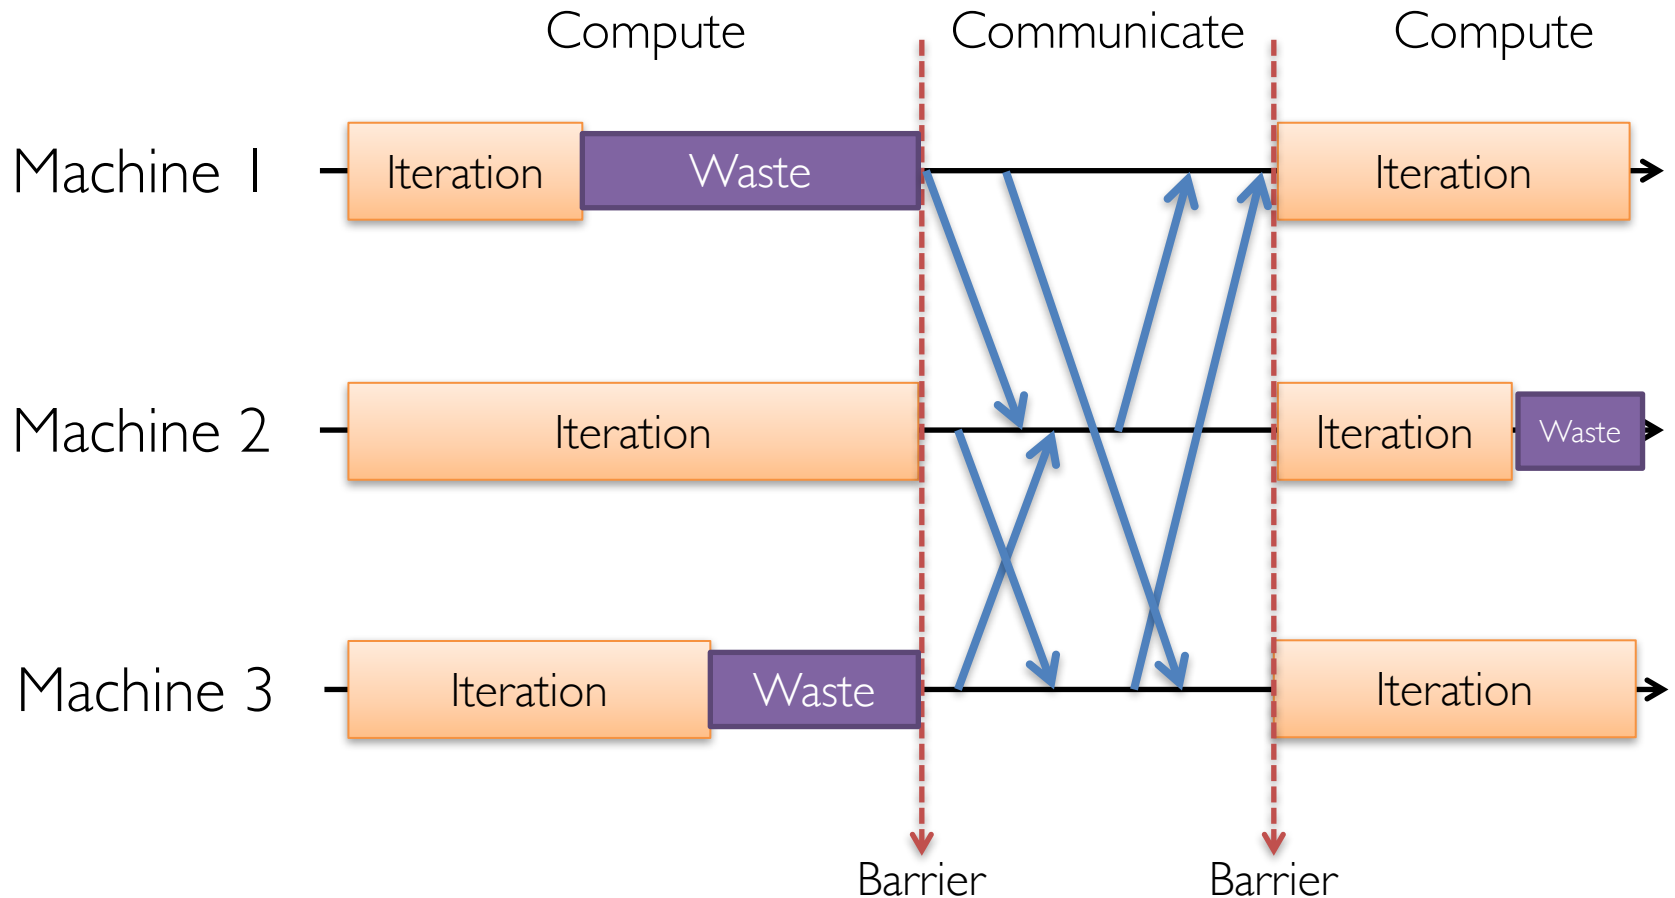 Compute Communicate Compute
Machine 1 Iteration Waste Iteration
Machine 2 Iteration Iteration Waste
Machine 3 Iteration Waste Iteration
Barrier Barrier